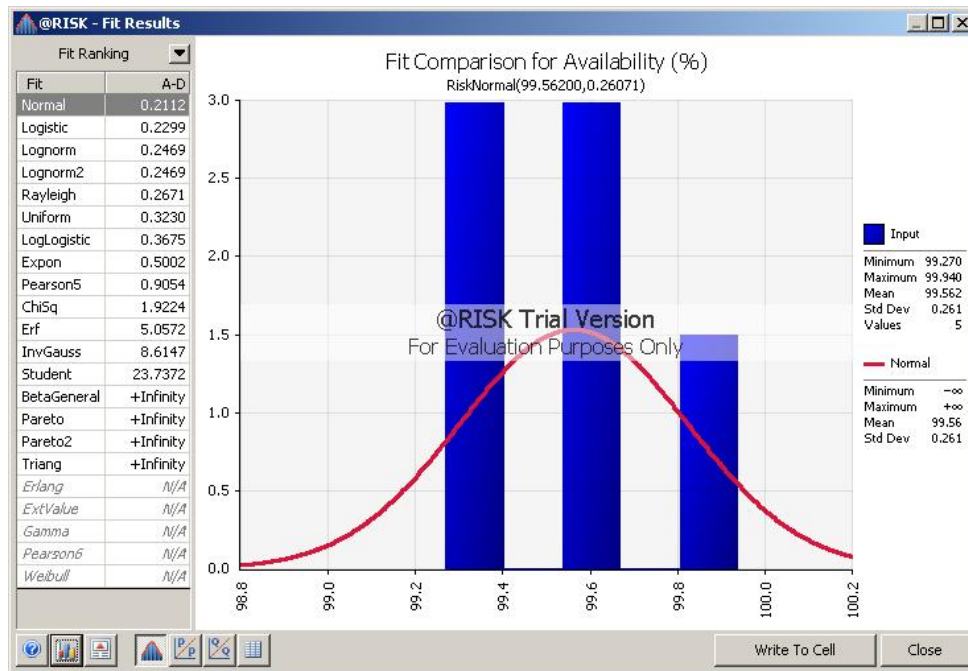 @RISK - Fit Results
Fit Ranking
Fit A-D
Normal 0.2112
Logistic 0.2299
Lognorm 0.2469
Lognorm2 0.2469
Rayleigh 0.2671
Uniform 0.3230
LogLogistic 0.3675
Expon 0.5002
Pearson5 0.9054
ChiSq 1.9224
Erf 5.0572
InvGauss 8.6147
Student 23.7372
BetaGeneral +Infinity
Pareto +Infinity
Pareto2 +Infinity
Triang +Infinity
Erlang N/A
ExtValue N/A
Gamma N/A
Pearson6 N/A
Weibull N/A
Fit Comparison for Availability (%)
RiskNormal(99.56200,0.26071)
3.0
2.5
2.0
1.5
1.0
0.5
0.0
@RISK Trial Version
For Evaluation Purposes Only
98.8 99.0 99.2 99.4 99.6 99.8 100.0 100.2
Input
Minimum 99.270
Maximum 99.940
Mean 99.562
Std Dev 0.261
Values 5
Normal
Minimum −∞
Maximum +∞
Mean 99.56
Std Dev 0.261
P/P
Q/Q
Write To Cell
Close